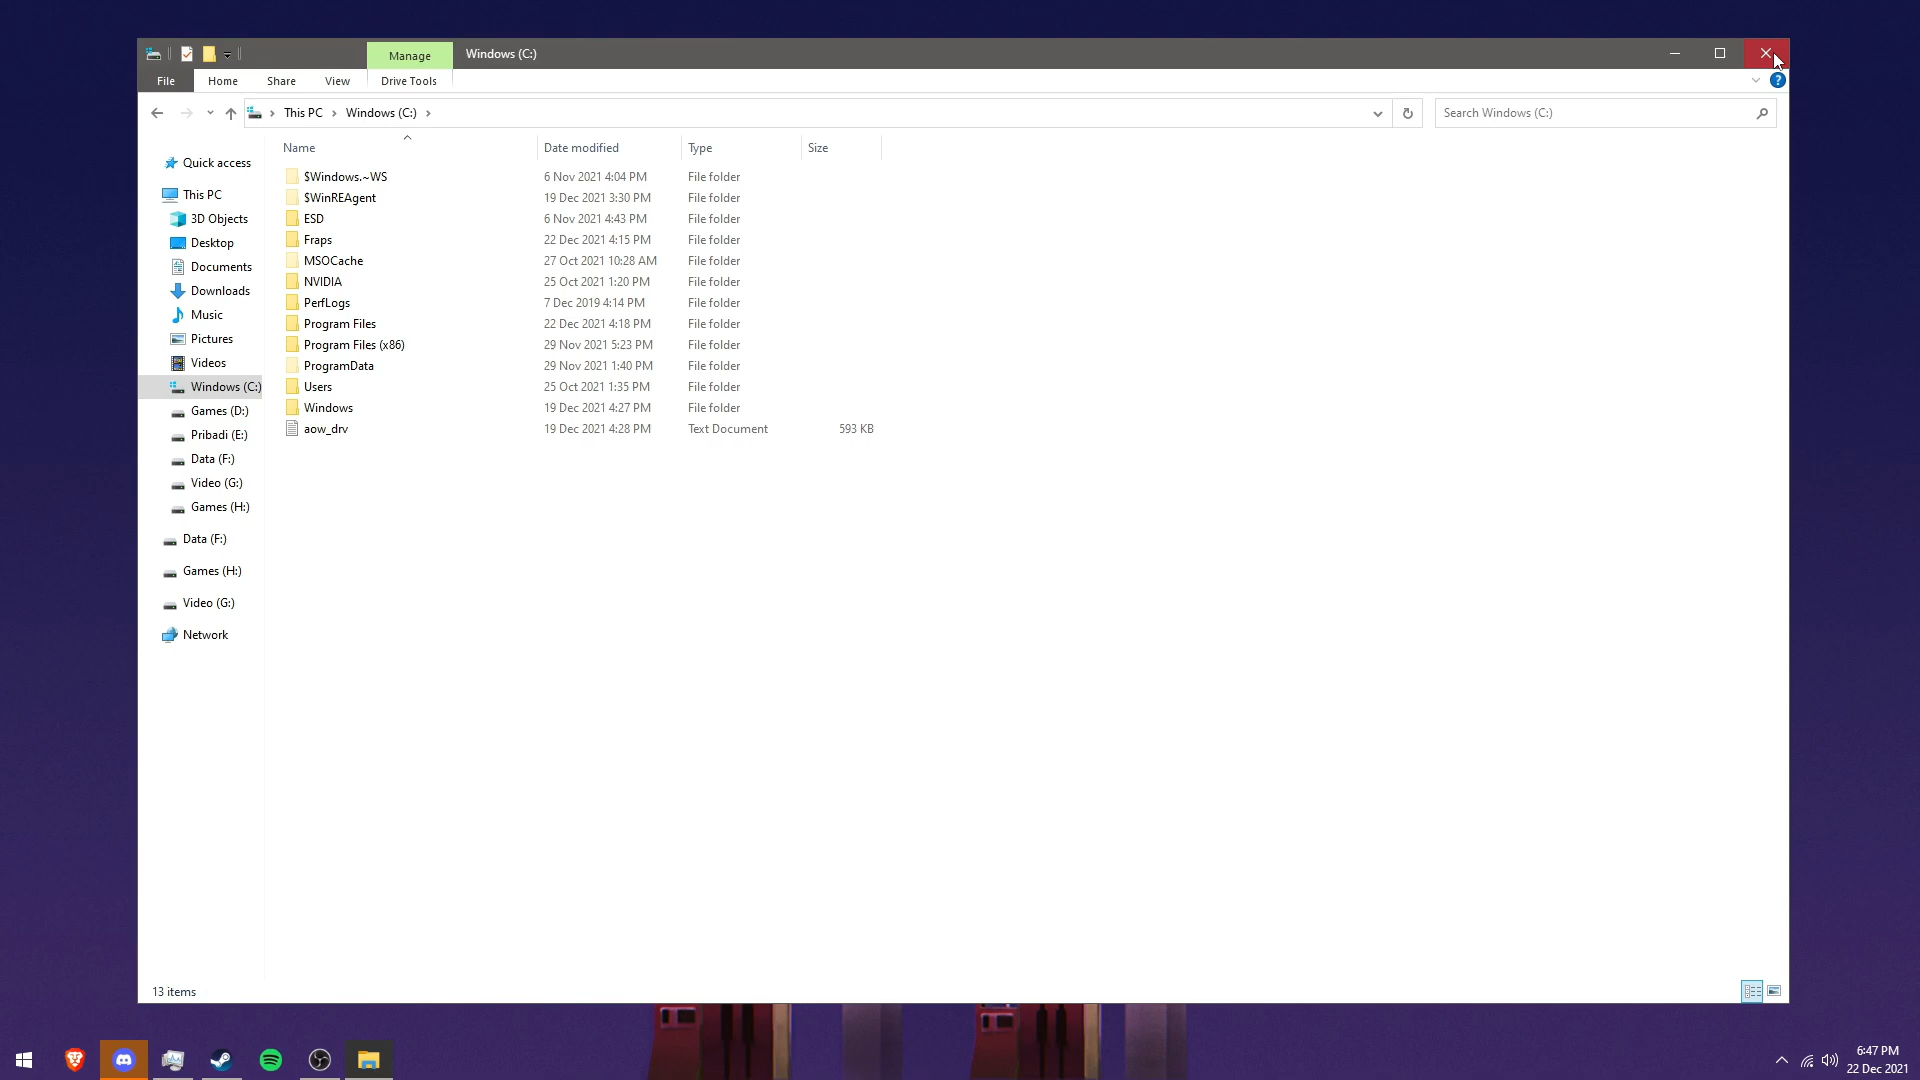 Manage
Windows (C:)
File
Home
Share
View
Drive Tools
This PC
Windows (C:)
Search Windows (C:)
Name
Date modified
Type
Size
Quick access
This PC
3D Objects
Desktop
Documents
Downloads
Music
Pictures
Videos
Windows (C:)
Games (D:)
Pribadi (E:)
Data (F:)
Video (G:)
Games (H:)
Data (F:)
Games (H:)
Video (G:)
Network
$Windows.~WS 6 Nov 2021 4:04 PM File folder
$WinREAgent 19 Dec 2021 3:30 PM File folder
ESD 6 Nov 2021 4:43 PM File folder
Fraps 22 Dec 2021 4:15 PM File folder
MSOCache 27 Oct 2021 10:28 AM File folder
NVIDIA 25 Oct 2021 1:20 PM File folder
PerfLogs 7 Dec 2019 4:14 PM File folder
Program Files 22 Dec 2021 4:18 PM File folder
Program Files (x86) 29 Nov 2021 5:23 PM File folder
ProgramData 29 Nov 2021 1:40 PM File folder
Users 25 Oct 2021 1:35 PM File folder
Windows 19 Dec 2021 4:27 PM File folder
aow_drv 19 Dec 2021 4:28 PM Text Document 593 KB
13 items
6:47 PM
22 Dec 2021